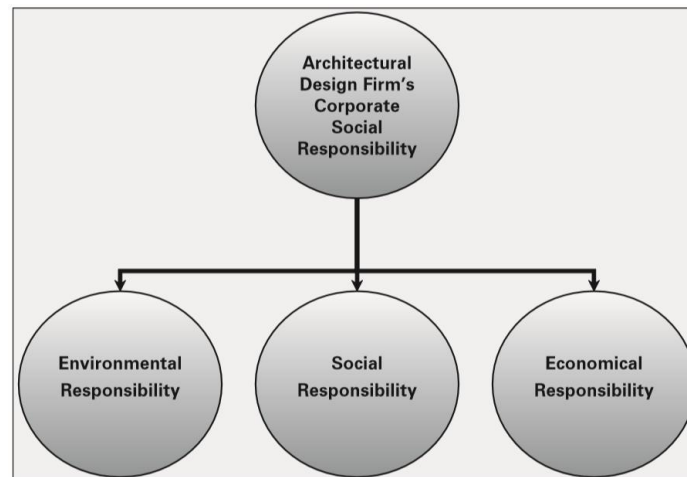 Architectural
Design Firm's
Corporate
Social
Responsibility
Environmental
Responsibility
Social
Responsibility
Economical
Responsibility